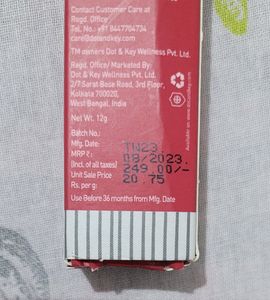 Contact Customer Care at
Regd. Office
Tel. No.: +91 8447704734
care@dotandkey.com
TM owners Dot & Key Wellness Pvt. Ltd.
Regd. Office/ Marketed By:
Dot & Key Wellness Pvt. Ltd.
2/7 Sarat Bose Road, 3rd Floor,
Kolkata 700020,
West Bengal, India
Net Wt. 12g
Batch No.:
Mfg. Date:
MRP ₹:
(Incl. of all taxes)
Unit Sale Price
Rs. per g:
TW23
08/2023.
249.00/-
20.75
Use Before 36 months from Mfg. Date